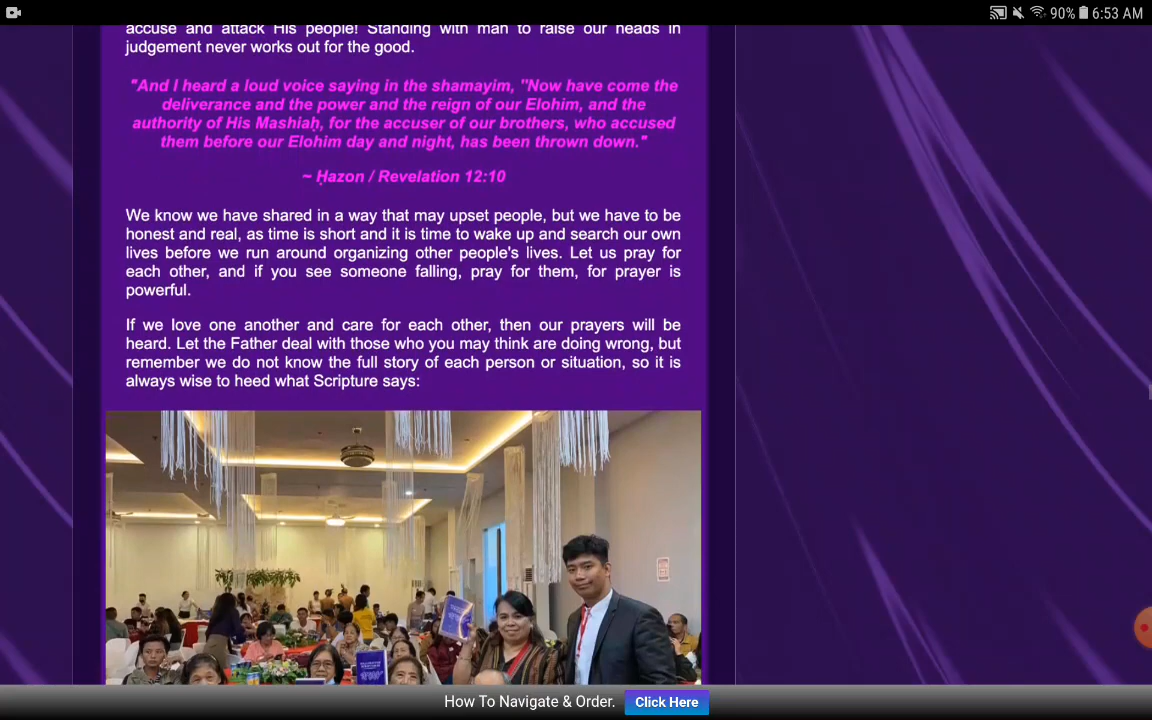 90% 6:53 AM
accuse and attack His people! Standing with man to raise our heads in
judgement never works out for the good.
"And I heard a loud voice saying in the shamayim, "Now have come the
deliverance and the power and the reign of our Elohim, and the
authority of His Mashiaḥ, for the accuser of our brothers, who accused
them before our Elohim day and night, has been thrown down."
~ Ḥazon / Revelation 12:10
We know we have shared in a way that may upset people, but we have to be
honest and real, as time is short and it is time to wake up and search our own
lives before we run around organizing other people's lives. Let us pray for
each other, and if you see someone falling, pray for them, for prayer is
powerful.
If we love one another and care for each other, then our prayers will be
heard. Let the Father deal with those who you may think are doing wrong, but
remember we do not know the full story of each person or situation, so it is
always wise to heed what Scripture says:
How To Navigate & Order. Click Here